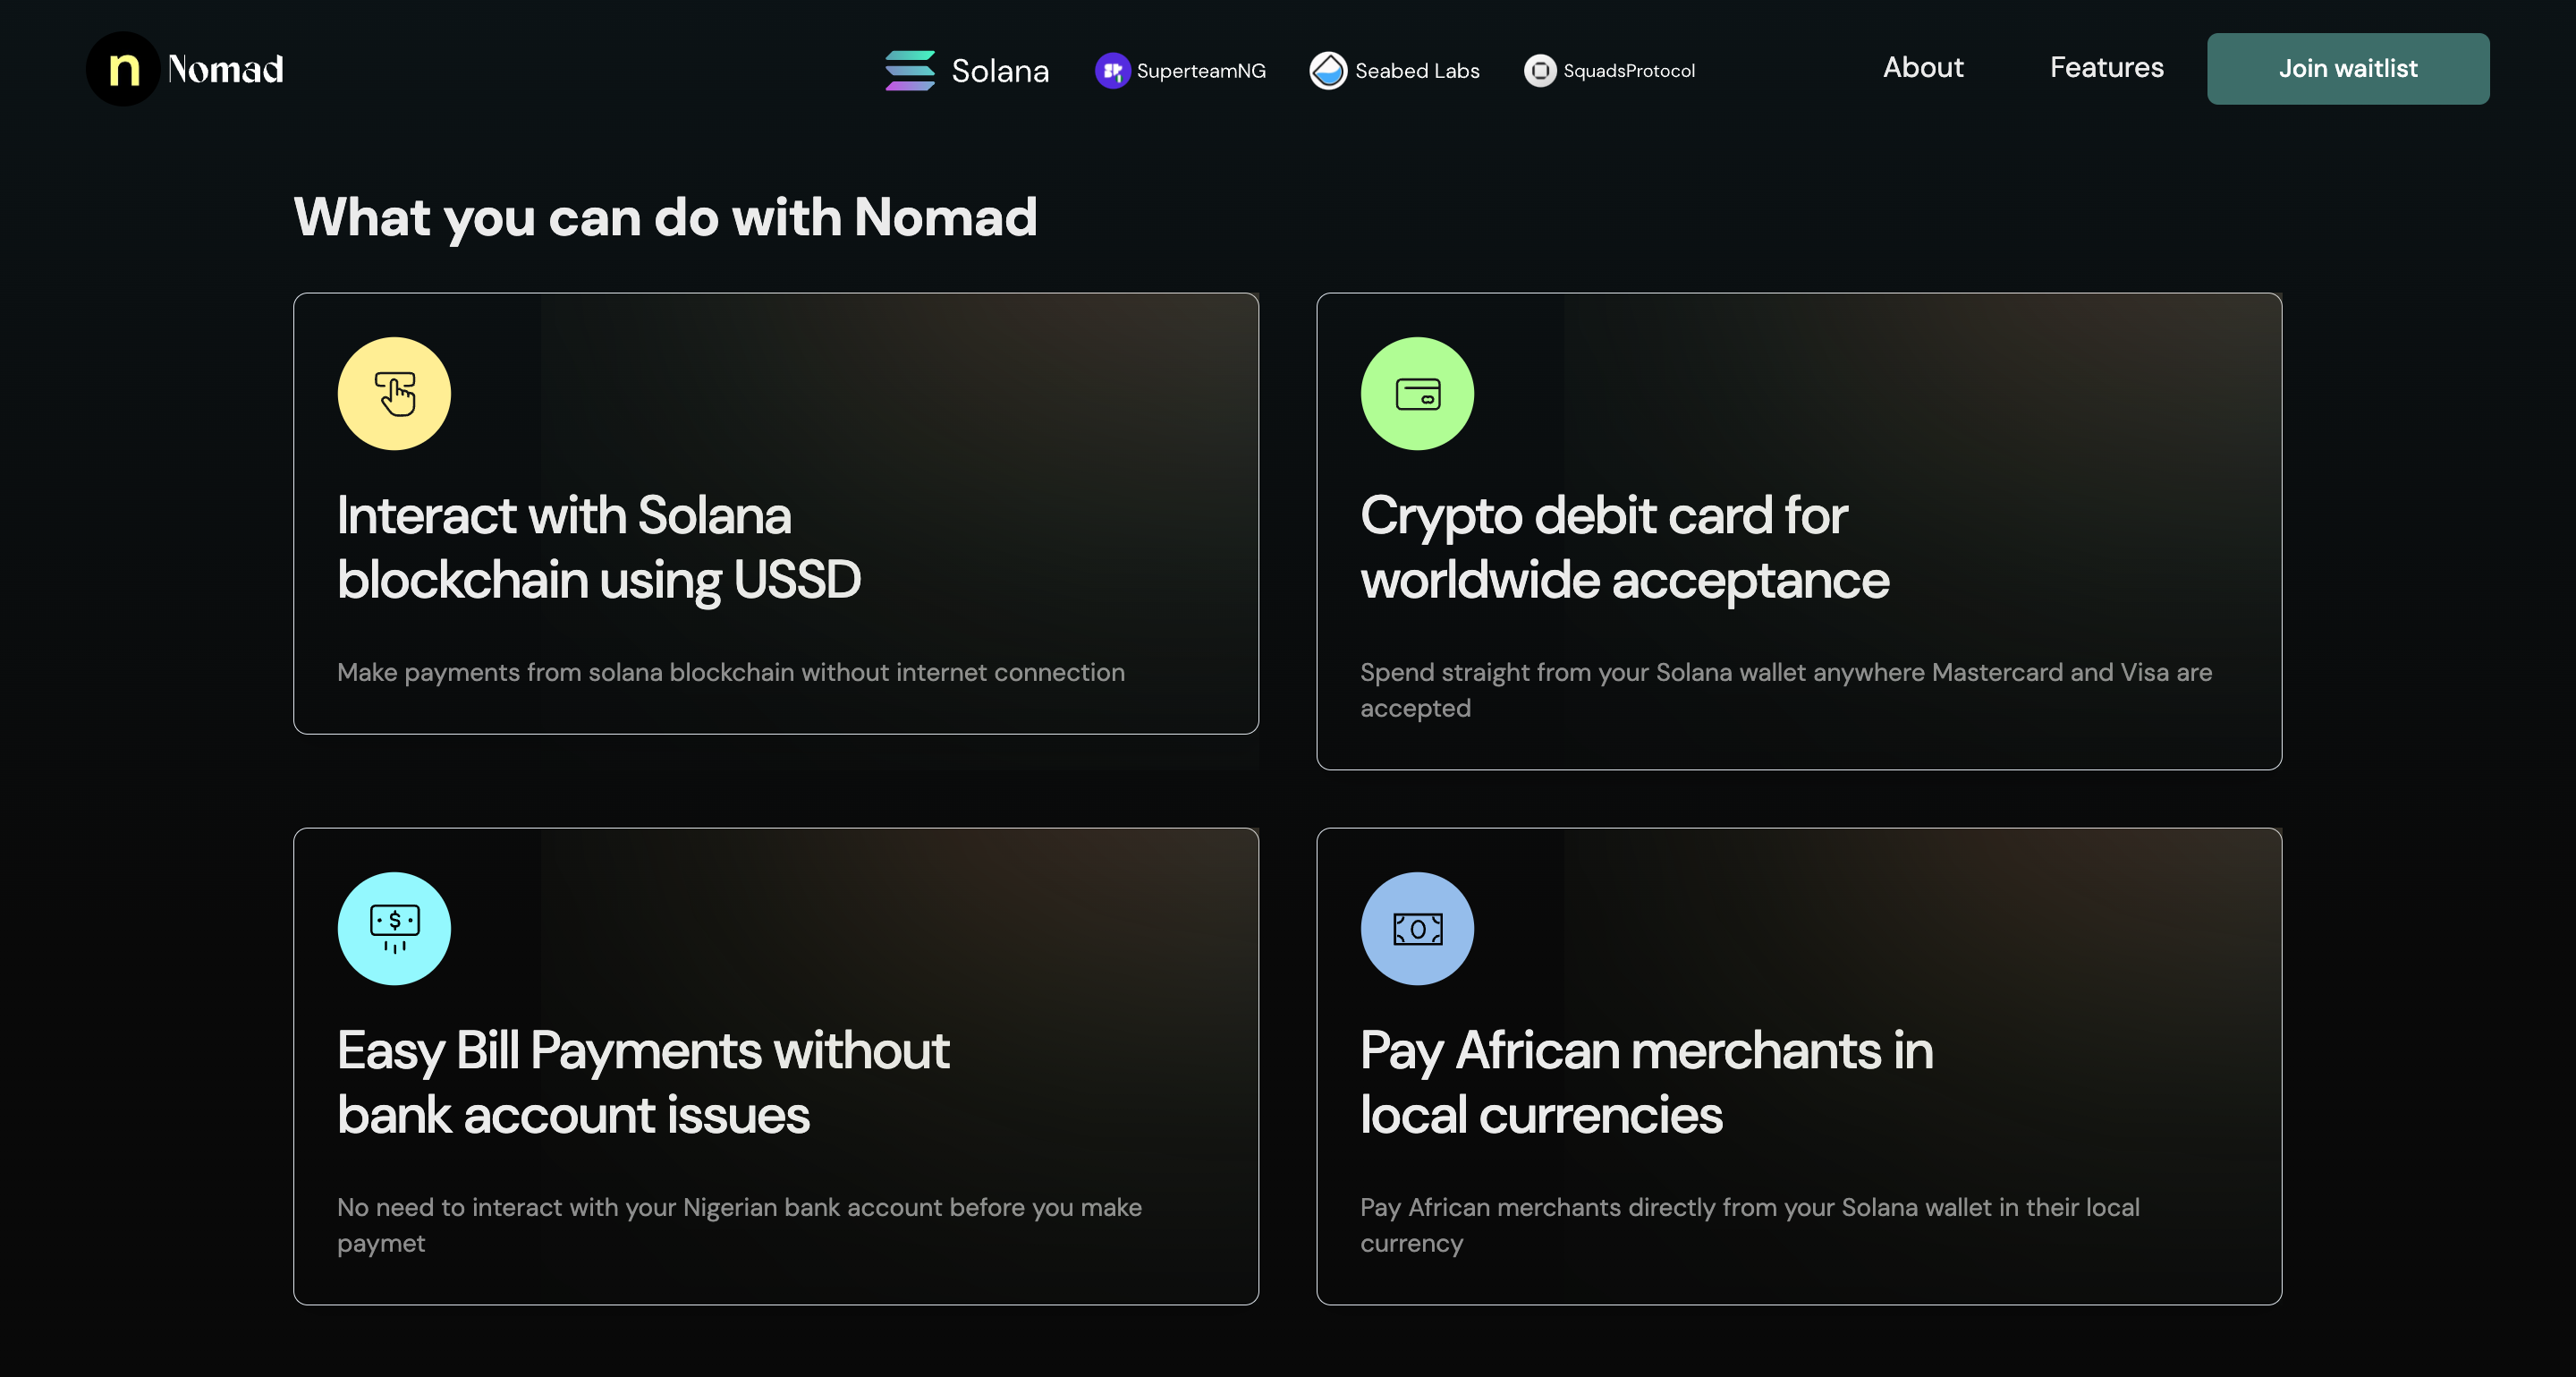 n Nomad
Solana
SuperteamNG
Seabed Labs
SquadsProtocol
About
Features
Join waitlist
What you can do with Nomad
Interact with Solana
blockchain using USSD
Make payments from solana blockchain without internet connection
Crypto debit card for
worldwide acceptance
Spend straight from your Solana wallet anywhere Mastercard and Visa are
accepted
$
Easy Bill Payments without
bank account issues
No need to interact with your Nigerian bank account before you make
paymet
Pay African merchants in
local currencies
Pay African merchants directly from your Solana wallet in their local
currency